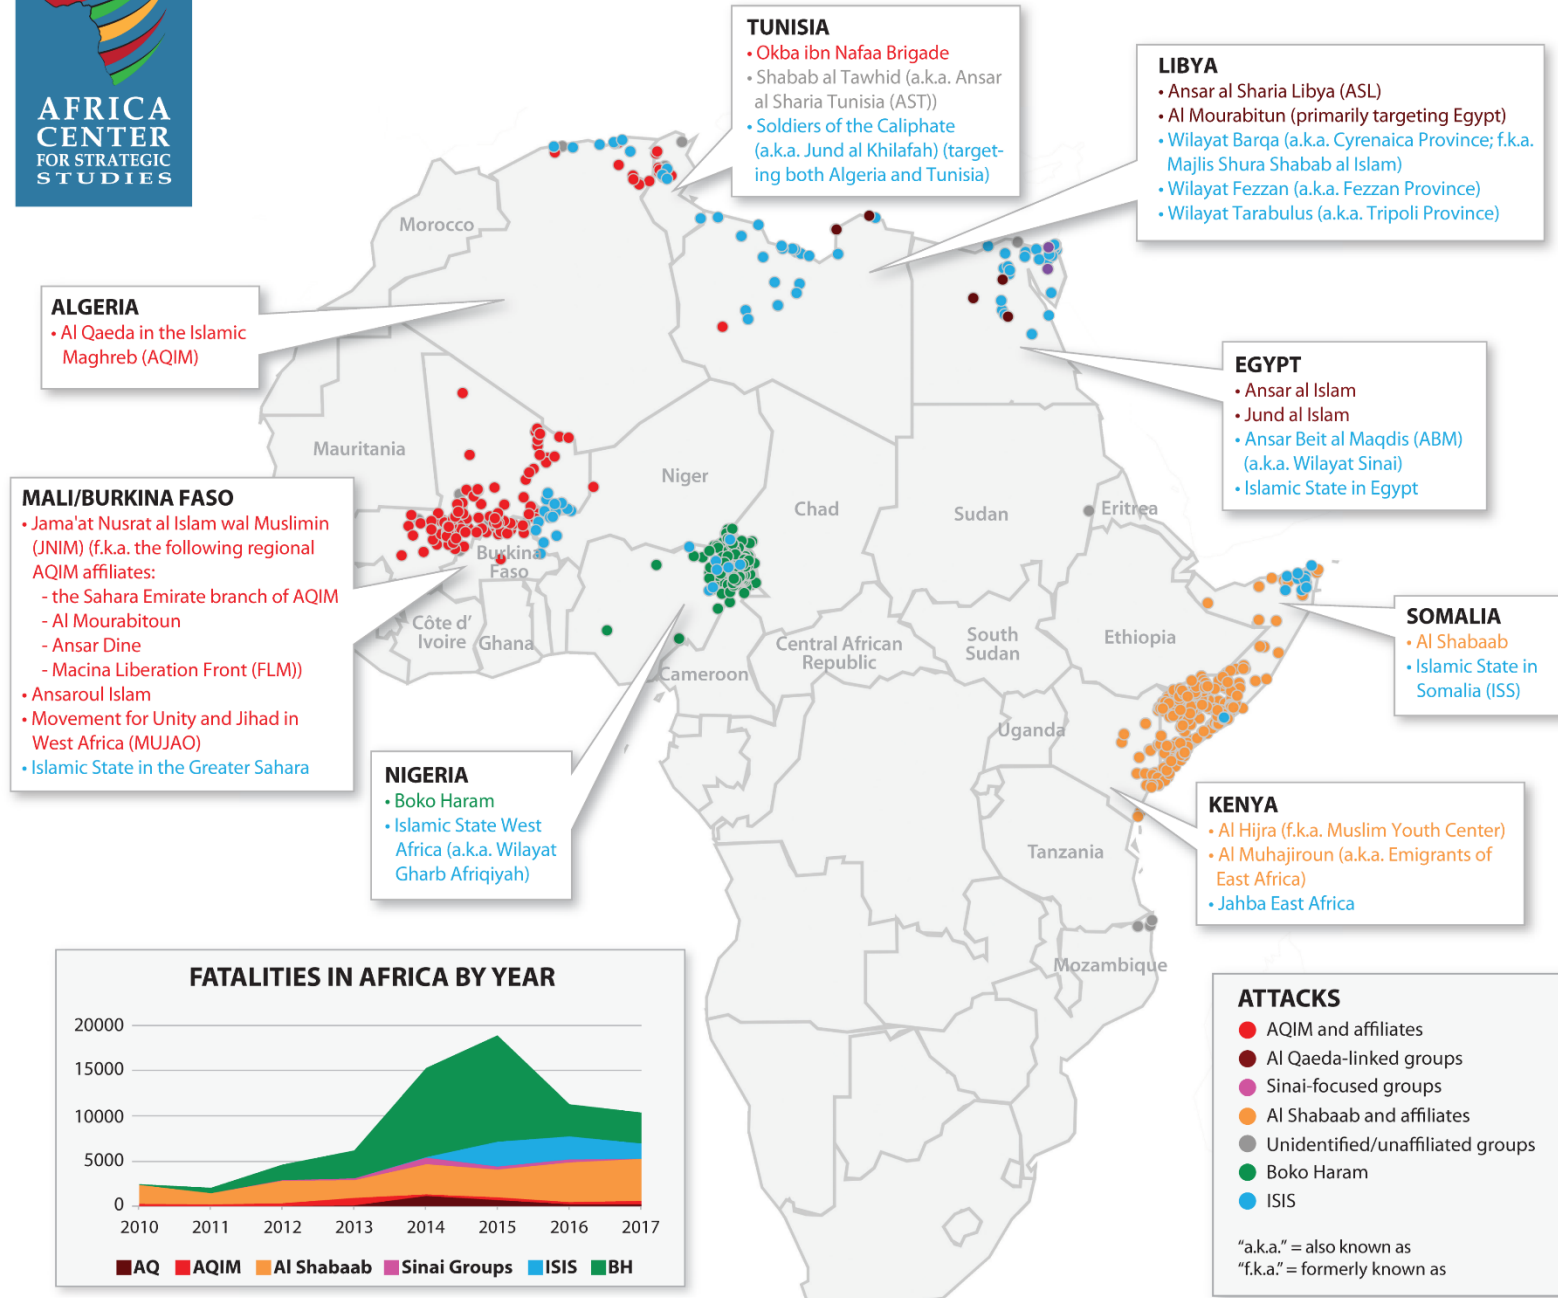 AFRICA
CENTER
FOR STRATEGIC
STUDIES
TUNISIA
• Okba ibn Nafaa Brigade
• Shabab al Tawhid (a.k.a. Ansar
al Sharia Tunisia (AST))
• Soldiers of the Caliphate
(a.k.a. Jund al Khilafah) (target-
ing both Algeria and Tunisia)
LIBYA
• Ansar al Sharia Libya (ASL)
• Al Mourabitun (primarily targeting Egypt)
• Wilayat Barqa (a.k.a. Cyrenaica Province; f.k.a.
Majlis Shura Shabab al Islam)
• Wilayat Fezzan (a.k.a. Fezzan Province)
• Wilayat Tarabulus (a.k.a. Tripoli Province)
ALGERIA
• Al Qaeda in the Islamic
Maghreb (AQIM)
EGYPT
• Ansar al Islam
• Jund al Islam
• Ansar Beit al Maqdis (ABM)
(a.k.a. Wilayat Sinai)
• Islamic State in Egypt
MALI/BURKINA FASO
• Jama'at Nusrat al Islam wal Muslimin
(JNIM) (f.k.a. the following regional
AQIM affiliates:
- the Sahara Emirate branch of AQIM
- Al Mourabitoun
- Ansar Dine
- Macina Liberation Front (FLM))
• Ansaroul Islam
• Movement for Unity and Jihad in
West Africa (MUJAO)
• Islamic State in the Greater Sahara
SOMALIA
• Al Shabaab
• Islamic State in
Somalia (ISS)
NIGERIA
• Boko Haram
• Islamic State West
Africa (a.k.a. Wilayat
Gharb Afriqiyah)
KENYA
• Al Hijra (f.k.a. Muslim Youth Center)
• Al Muhajiroun (a.k.a. Emigrants of
East Africa)
• Jahba East Africa
Morocco
Mauritania
Niger
Chad
Sudan
Eritrea
Burkina
Faso
Côte d'
Ivoire
Ghana
Cameroon
Central African
Republic
South
Sudan
Ethiopia
Uganda
Tanzania
Mozambique
FATALITIES IN AFRICA BY YEAR
20000
15000
10000
5000
0
2010 2011 2012 2013 2014 2015 2016 2017
AQ AQIM Al Shabaab Sinai Groups ISIS BH
ATTACKS
AQIM and affiliates
Al Qaeda-linked groups
Sinai-focused groups
Al Shabaab and affiliates
Unidentified/unaffiliated groups
Boko Haram
ISIS
“a.k.a.” = also known as
“f.k.a.” = formerly known as